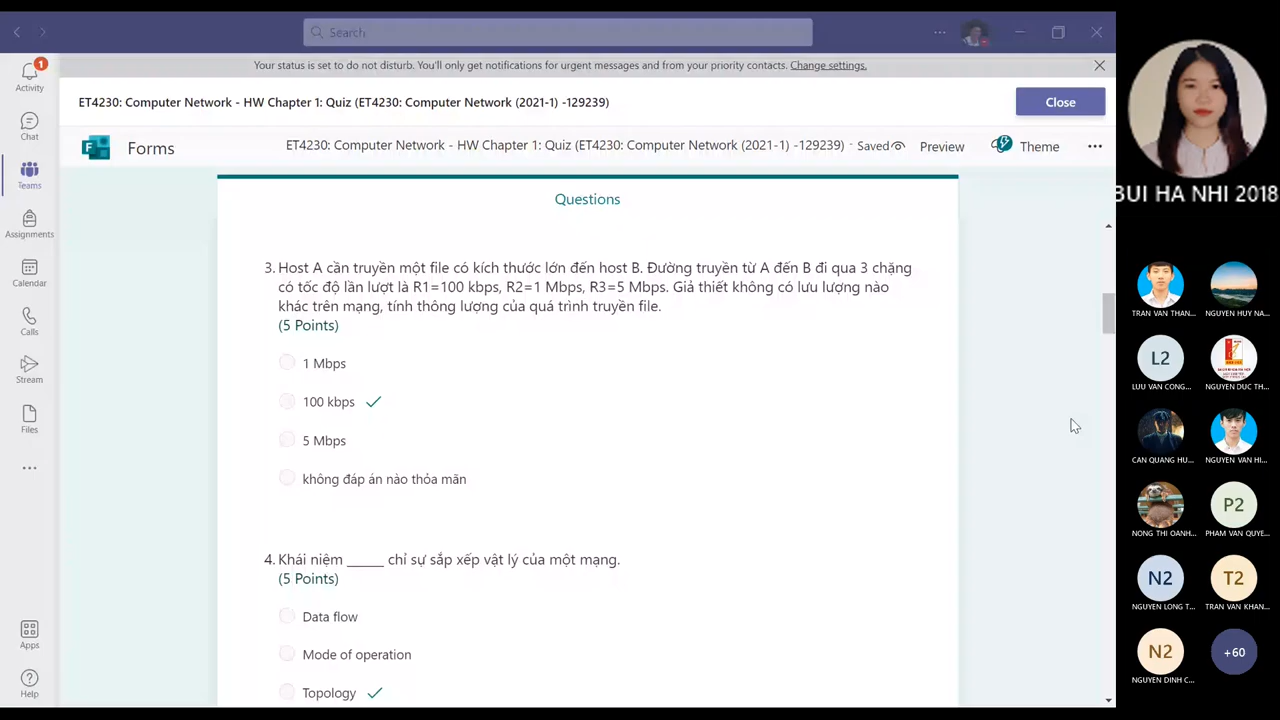 Search
Your status is set to do not disturb. You'll only get notifications for urgent messages and from your priority contacts. Change settings.
1
Activity
Chat
Teams
Assignments
Calendar
Calls
Stream
Files
Apps
Help
ET4230: Computer Network - HW Chapter 1: Quiz (ET4230: Computer Network (2021-1) -129239)
Close
F
Forms
ET4230: Computer Network - HW Chapter 1: Quiz (ET4230: Computer Network (2021-1) -129239) - Saved
Preview
Theme
Questions
3. Host A cần truyền một file có kích thước lớn đến host B. Đường truyền từ A đến B đi qua 3 chặng
có tốc độ lần lượt là R1=100 kbps, R2=1 Mbps, R3=5 Mbps. Giả thiết không có lưu lượng nào
khác trên mạng, tính thông lượng của quá trình truyền file.
(5 Points)
1 Mbps
100 kbps
5 Mbps
không đáp án nào thỏa mãn
4. Khái niệm _____ chỉ sự sắp xếp vật lý của một mạng.
(5 Points)
Data flow
Mode of operation
Topology
BUI HA NHI 2018
TRAN VAN THAN...
NGUYEN HUY NA...
L2
LUU VAN CONG...
NGUYEN DUC TH...
CAN QUANG HU...
NGUYEN VAN HI...
NONG THI OANH...
P2
PHAM VAN QUYE...
N2
NGUYEN LONG T...
T2
TRAN VAN KHAN...
N2
NGUYEN DINH C...
+60